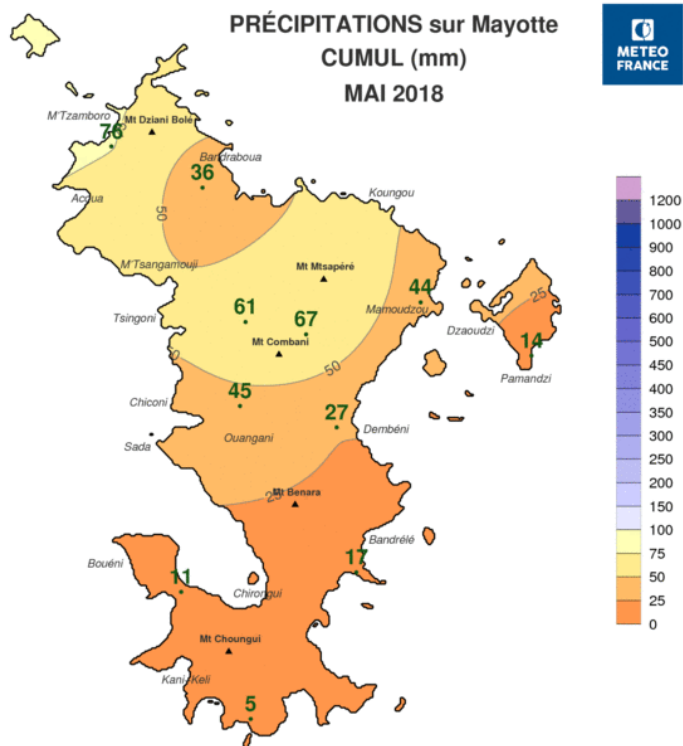 PRÉCIPITATIONS sur Mayotte
CUMUL (mm)
MAI 2018
METEO
FRANCE
M'Tzamboro
Mt Dziani Bolé
76
Bandraboua
36
Acoua
50
Koungou
M'Tsangamouji
Mt Mtsapéré
44
Mamoudzou
25
Tsingoni
61
67
Dzaoudzi
14
Mt Combani
50
Pamandzi
45
Chiconi
27
Ouangani
Dembéni
Sada
25
Mt Benara
Bandrélé
17
Bouéni
11
Chirongui
Mt Choungui
Kani-Keli
5
1200
1000
900
800
700
600
500
400
350
300
250
200
150
100
75
50
25
0